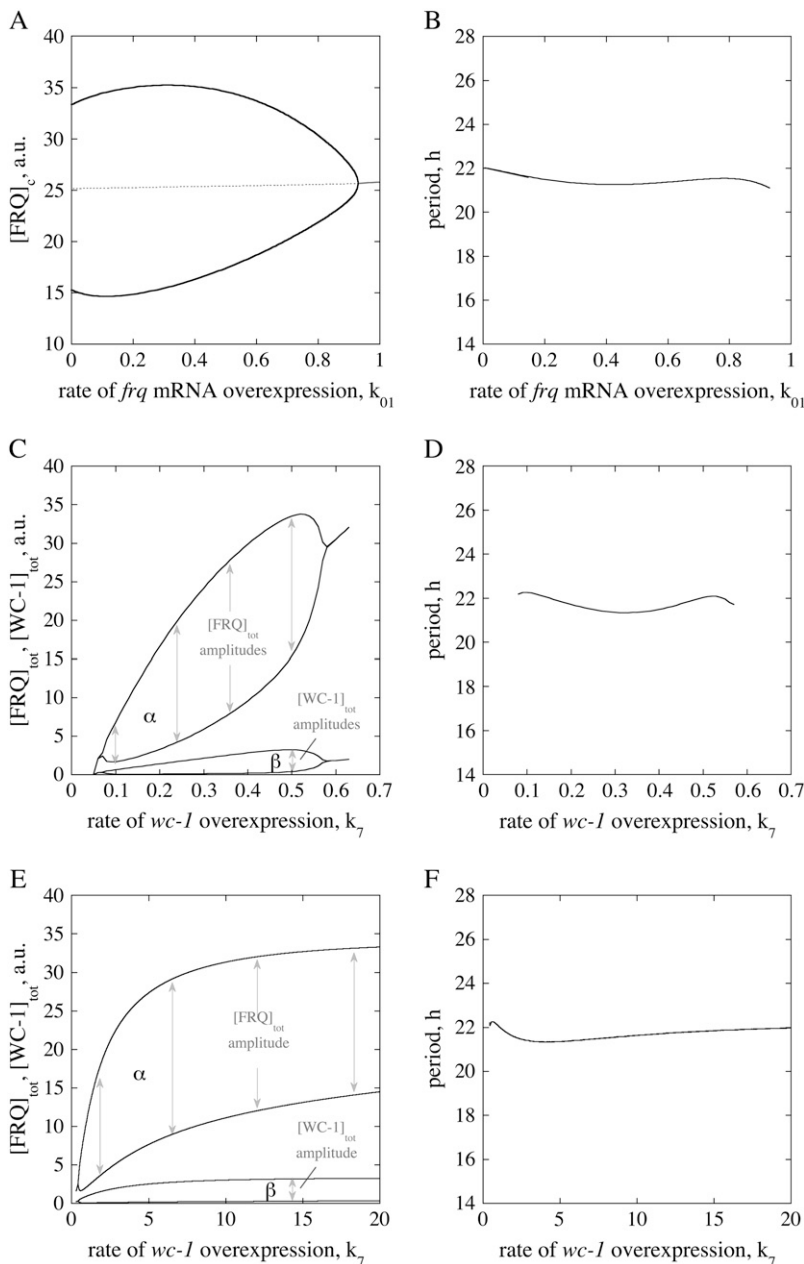 A
[FRQ]c, a.u.
40
35
30
25
20
15
10
0 0.2 0.4 0.6 0.8 1
rate of frq mRNA overexpression, k01
B
period, h
28
26
24
22
20
18
16
14
0 0.2 0.4 0.6 0.8 1
rate of frq mRNA overexpression, k01
C
[FRQ]tot, [WC-1]tot, a.u.
40
35
30
25
20
15
10
5
0
[FRQ]tot
amplitudes
[WC-1]tot
amplitudes
α
β
0 0.1 0.2 0.3 0.4 0.5 0.6 0.7
rate of wc-1 overexpression, k7
D
period, h
28
26
24
22
20
18
16
14
0 0.1 0.2 0.3 0.4 0.5 0.6 0.7
rate of wc-1 overexpression, k7
E
[FRQ]tot, [WC-1]tot, a.u.
40
35
30
25
20
15
10
5
0
[FRQ]tot
amplitude
α
[WC-1]tot
amplitude
β
0 5 10 15 20
rate of wc-1 overexpression, k7
F
period, h
28
26
24
22
20
18
16
14
0 5 10 15 20
rate of wc-1 overexpression, k7